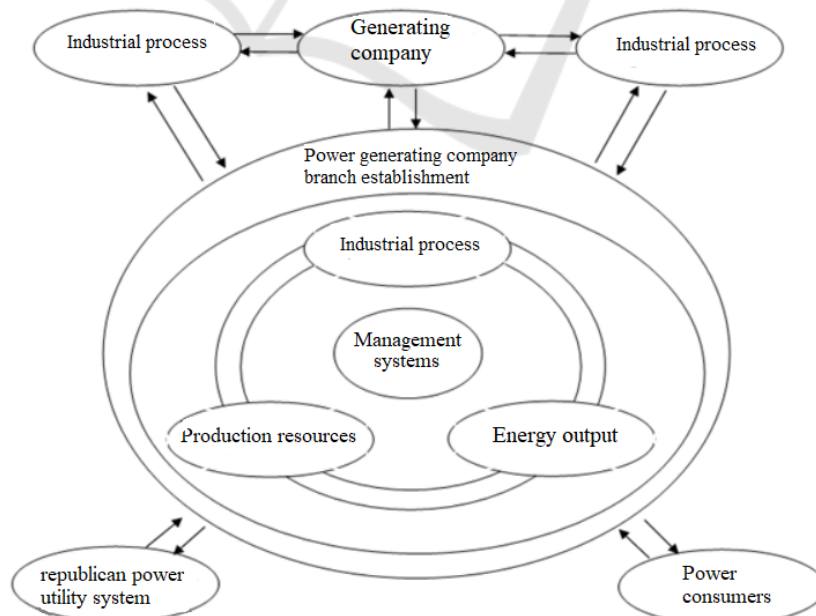 Industrial process
Generating
company
Industrial process
Power generating company
branch establishment
Industrial process
Management
systems
Production resources
Energy output
republican power
utility system
Power
consumers